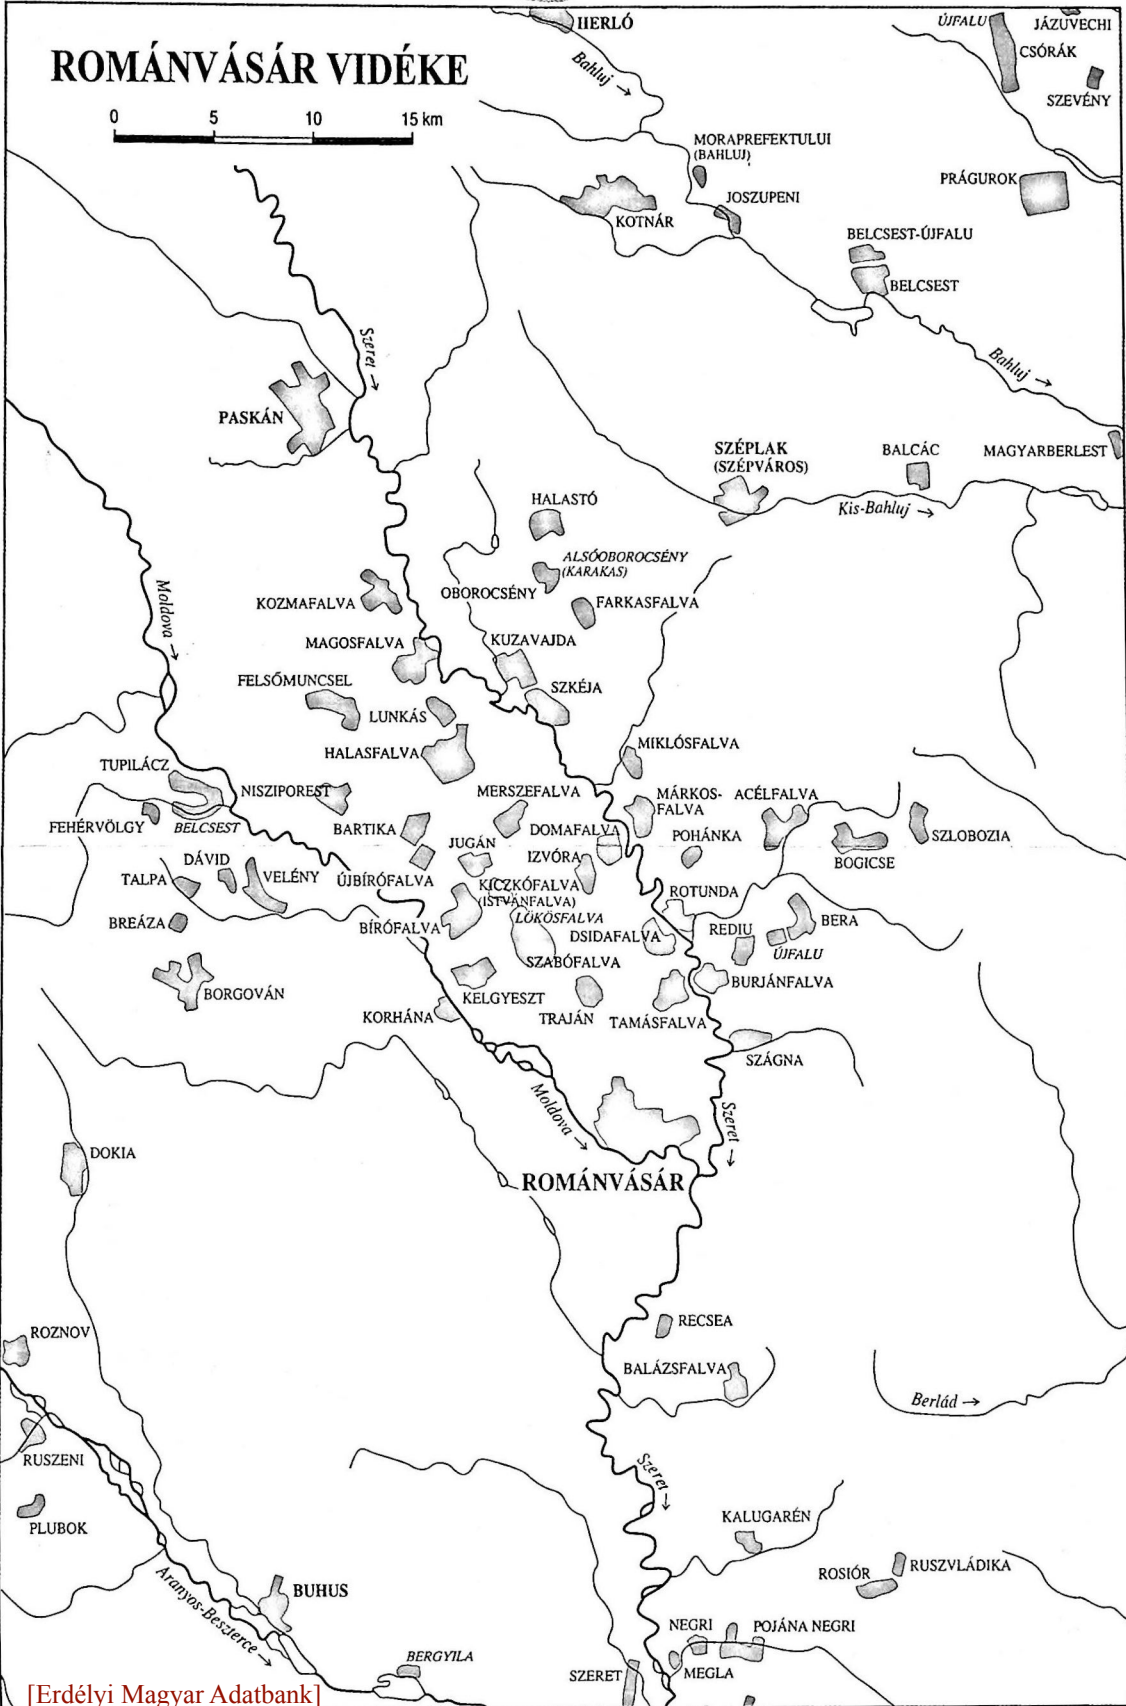 HERLÓ
ÚJFALU
JÁZUVECHI
CSÓRÁK
ROMÁNVÁSÁR VIDÉKE
Bahluj →
SZEVÉNY
0 5 10 15 km
MORAPREFEKTULUI
(BAHLUJ)
PRÁGUROK
JOSZUPENI
KOTNÁR
BELCSEST-ÚJFALU
BELCSEST
Szeret →
Bahluj →
PASKÁN
SZÉPLAK
(SZÉPVÁROS)
BALCÁC
MAGYARBERLEST
HALASTÓ
Kis-Bahluj →
ALSÓOBOROCSÉNY
(KARAKAS)
OBOROCSÉNY
Moldova →
KOZMAFALVA
FARKASFALVA
MAGOSFALVA
KUZAVAJDA
FELSŐMUNCSEL
SZKÉJA
LUNKÁS
HALASFALVA
MIKLÓSFALVA
TUPILÁCZ
NISZIPOREST
MERSZEFALVA
MÁRKOS-
FALVA
ACÉLFALVA
FEHÉRVÖLGY
BELCSEST
BARTIKA
JUGÁN
DOMAFALVA
POHÁNKA
SZLOBOZIA
DÁVID
IZVÓRA
BOGICSE
TALPA
VELÉNY
ÚJBÍRÓFALVA
KICZKÓFALVA
(ISTVÁNFALVA)
ROTUNDA
BREÁZA
BÍRÓFALVA
LÖKÖSFALVA
DSIDAFALVA
REDIU
BERA
ÚJFALU
SZABÓFALVA
BORGOVÁN
KELGYESZT
BURJÁNFALVA
KORHÁNA
TRAJÁN
TAMÁSFALVA
SZÁGNA
Moldova →
Szeret →
DOKIA
ROMÁNVÁSÁR
RECSEA
ROZNOV
BALÁZSFALVA
Berlád →
RUSZENI
Szeret →
PLUBOK
KALUGARÉN
ROSIÓR
RUSZVLÁDIKA
Aranyos-Beszterce →
BUHUS
NEGRI
POJÁNA NEGRI
BERGYILA
SZERET
MEGLA
[Erdélyi Magyar Adatbank]